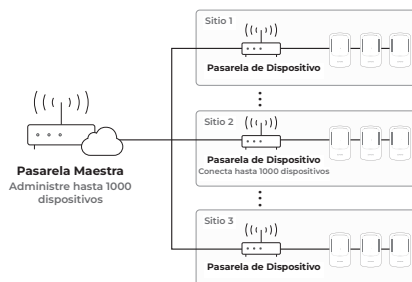 Sitio 1
Pasarela de Dispositivo
Sitio 2
Pasarela de Dispositivo
Conecta hasta 1000 dispositivos
Pasarela Maestra
Administre hasta 1000
dispositivos
Sitio 3
Pasarela de Dispositivo